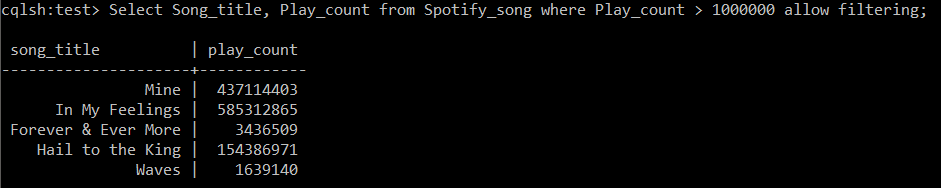 cqlsh:test> Select Song_title, Play_count from Spotify_song where Play_count > 1000000 allow filtering;
song_title | play_count
---------------------+------------
Mine | 437114403
In My Feelings | 585312865
Forever & Ever More | 3436509
Hail to the King | 154386971
Waves | 1639140